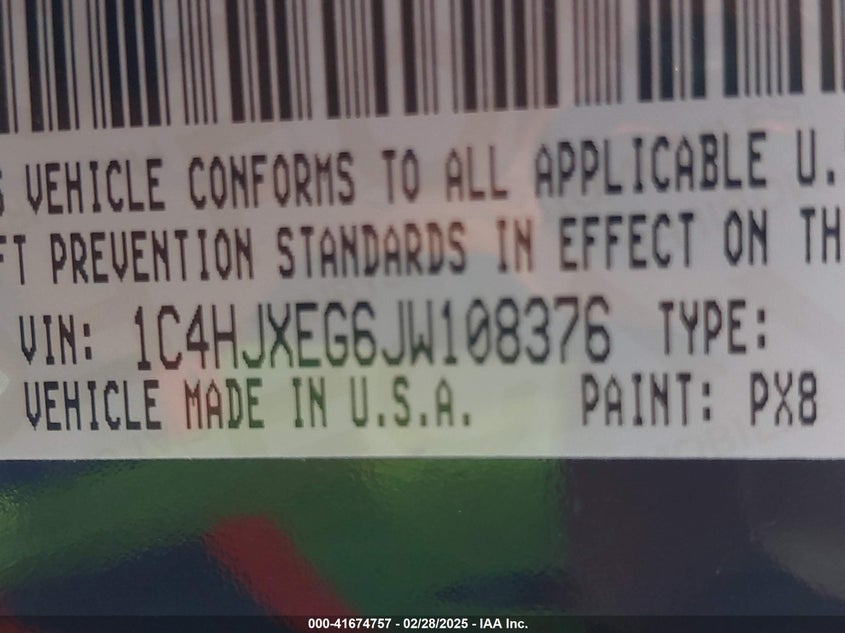 VEHICLE CONFORMS TO ALL APPLICABLE U.
FT PREVENTION STANDARDS IN EFFECT ON TH
VIN: 1C4HJXEG6JW108376 TYPE:
VEHICLE MADE IN U.S.A. PAINT: PX8
000-41674757 - 02/28/2025 - IAA Inc.